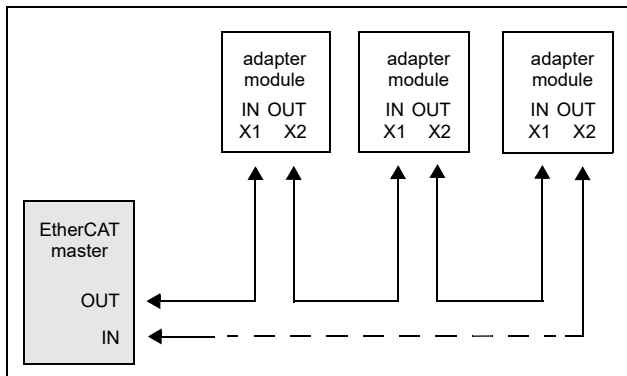 adapter
module
IN OUT
X1 X2
adapter
module
IN OUT
X1 X2
adapter
module
IN OUT
X1 X2
EtherCAT
master
OUT
IN